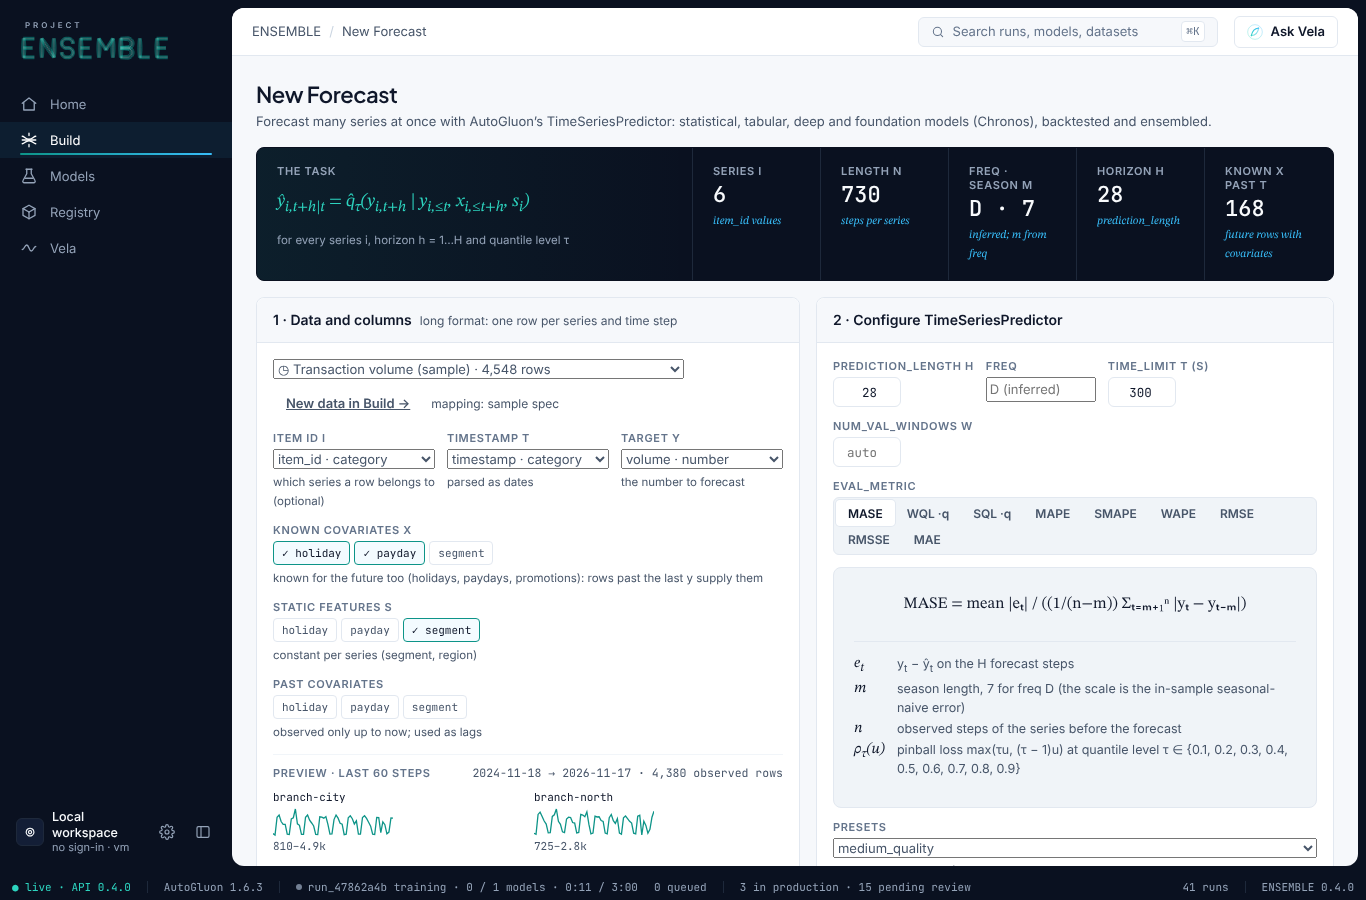 PROJECT
ENSEMBLE
Home
Build
Models
Registry
Vela
Local workspace
no sign-in · vm
ENSEMBLE / New Forecast
Search runs, models, datasets ⌘K
Ask Vela
New Forecast
Forecast many series at once with AutoGluon's TimeSeriesPredictor: statistical, tabular, deep and foundation models (Chronos), backtested and ensembled.
THE TASK
ŷi,t+h|t = q̂τ(yi,t+h | yi,≤t, xi,≤t+h, si)
for every series i, horizon h = 1…H and quantile level τ
SERIES I
6
item_id values
LENGTH N
730
steps per series
FREQ · SEASON M
D · 7
inferred; m from freq
HORIZON H
28
prediction_length
KNOWN X PAST T
168
future rows with covariates
1 · Data and columns long format: one row per series and time step
◷ Transaction volume (sample) · 4,548 rows
New data in Build → mapping: sample spec
ITEM ID I TIMESTAMP T TARGET Y
item_id · category timestamp · category volume · number
which series a row belongs to (optional) parsed as dates the number to forecast
KNOWN COVARIATES X
✓ holiday ✓ payday segment
known for the future too (holidays, paydays, promotions): rows past the last y supply them
STATIC FEATURES S
holiday payday ✓ segment
constant per series (segment, region)
PAST COVARIATES
holiday payday segment
observed only up to now; used as lags
PREVIEW · LAST 60 STEPS 2024-11-18 → 2026-11-17 · 4,380 observed rows
branch-city branch-north
810–4.9k 725–2.8k
2 · Configure TimeSeriesPredictor
PREDICTION_LENGTH H FREQ TIME_LIMIT T (S)
28 D (inferred) 300
NUM_VAL_WINDOWS W
auto
EVAL_METRIC
MASE WQL ·q SQL ·q MAPE SMAPE WAPE RMSE
RMSSE MAE
MASE = mean |eₜ| / ((1/(n−m)) Σₜ₌ₘ₊₁ⁿ |yₜ − yₜ₋ₘ|)
et yt − ŷt on the H forecast steps
m season length, 7 for freq D (the scale is the in-sample seasonal-
naive error)
n observed steps of the series before the forecast
ρτ(u) pinball loss max(τu, (τ − 1)u) at quantile level τ ∈ {0.1, 0.2, 0.3, 0.4,
0.5, 0.6, 0.7, 0.8, 0.9}
PRESETS
medium_quality
● live · API 0.4.0 AutoGluon 1.6.3 ● run_47862a4b training · 0 / 1 models · 0:11 / 3:00 0 queued 3 in production · 15 pending review 41 runs ENSEMBLE 0.4.0